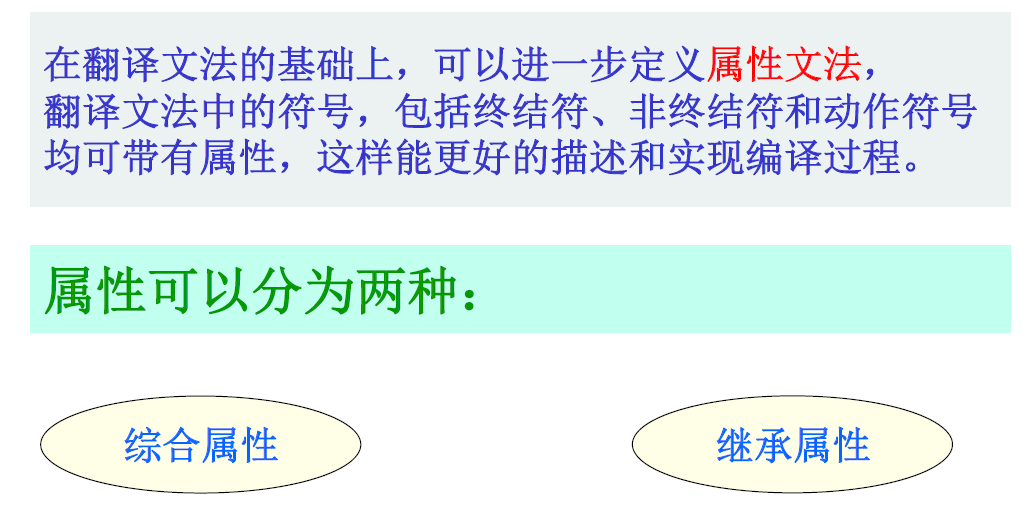 在翻译文法的基础上，可以进一步定义属性文法，
翻译文法中的符号，包括终结符、非终结符和动作符号
均可带有属性，这样能更好的描述和实现编译过程。
属性可以分为两种：
综合属性
继承属性